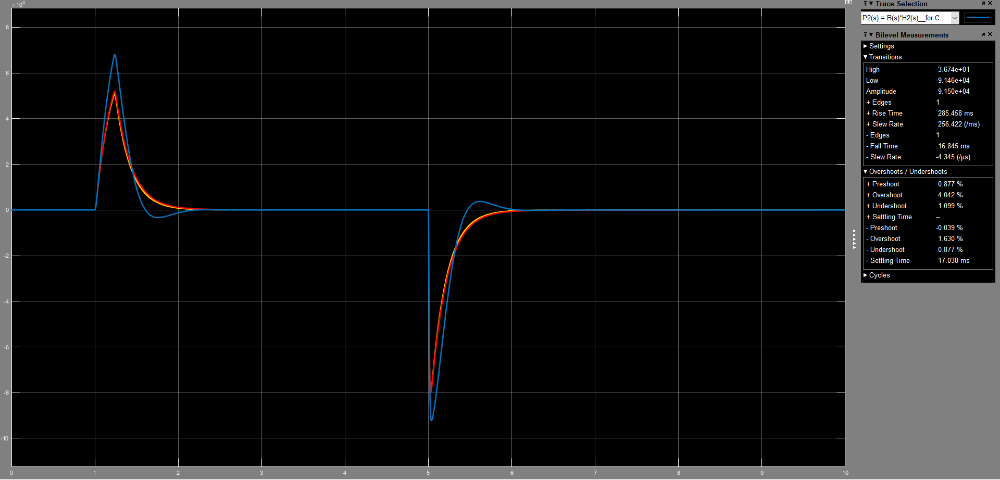 ×10^4
8
6
4
2
0
-2
-4
-6
-8
-10
0 1 2 3 4 5 6 7 8 9 10
Trace Selection
P2(s) = B(s)*H2(s)__for C...
Bilevel Measurements
Settings
Transitions
High 3.674e+01
Low -9.146e+04
Amplitude 9.150e+04
+ Edges 1
+ Rise Time 285.458 ms
+ Slew Rate 256.422 (/ms)
- Edges 1
- Fall Time 16.845 ms
- Slew Rate -4.345 (/µs)
Overshoots / Undershoots
+ Preshoot 0.877 %
+ Overshoot 4.042 %
+ Undershoot 1.099 %
+ Settling Time --
- Preshoot -0.039 %
- Overshoot 1.630 %
- Undershoot 0.877 %
- Settling Time 17.038 ms
Cycles